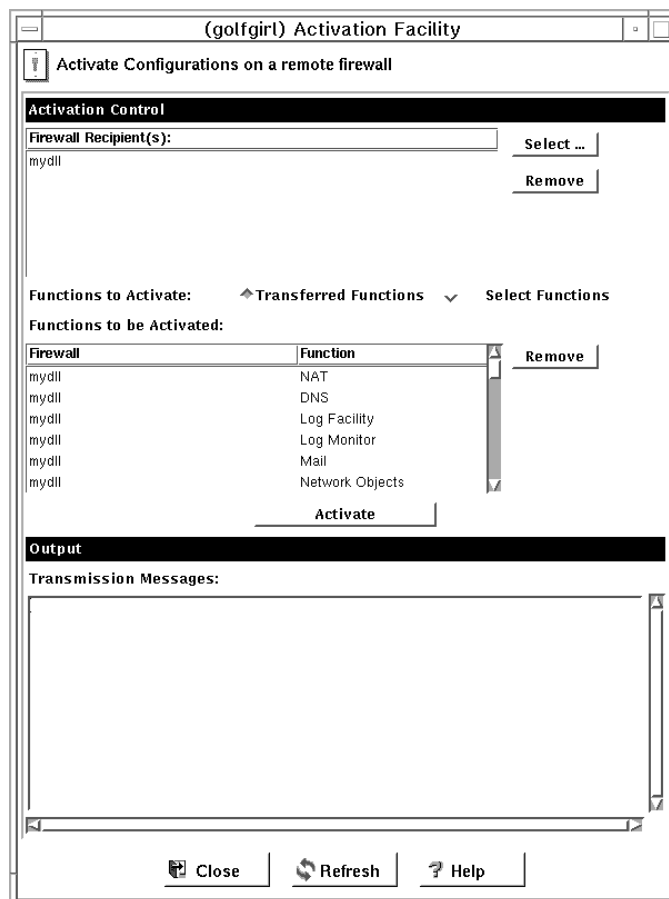 (golfgirl) Activation Facility
Activate Configurations on a remote firewall
Activation Control
Firewall Recipient(s):
Select ...
mydll
Remove
Functions to Activate: Transferred Functions Select Functions
Functions to be Activated:
Firewall Function
Remove
mydll NAT
mydll DNS
mydll Log Facility
mydll Log Monitor
mydll Mail
mydll Network Objects
Activate
Output
Transmission Messages:
Close Refresh ? Help